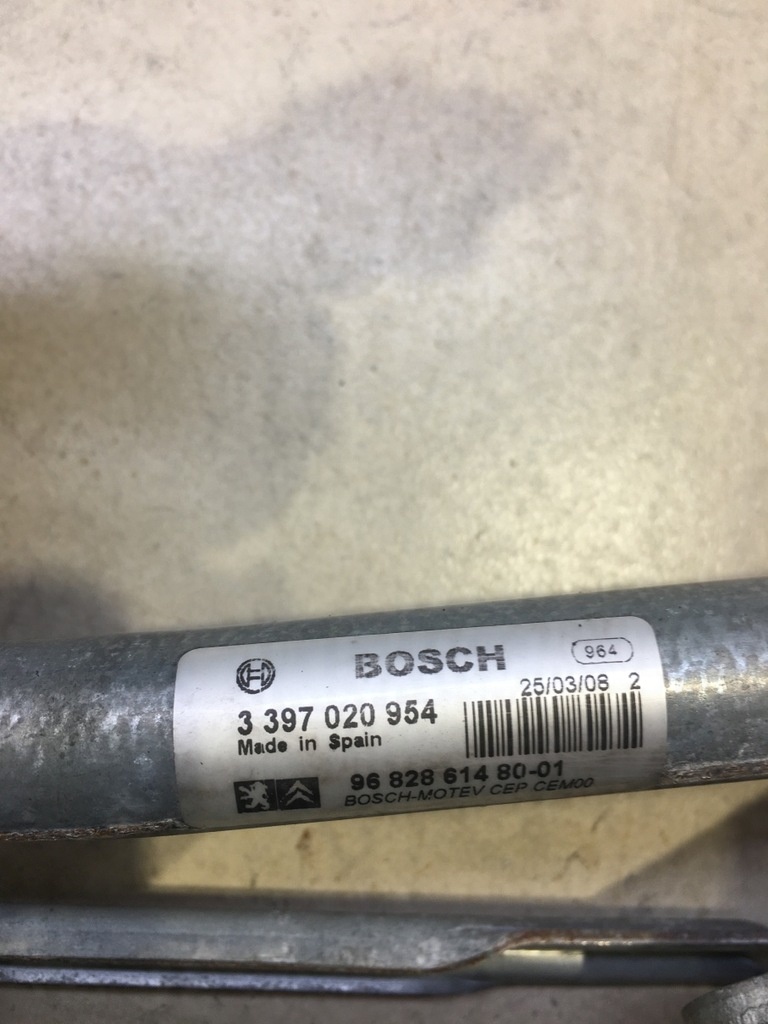 BOSCH
964
25/03/08 2
3 397 020 954
Made in Spain
96 828 614 80-01
BOSCH-MOTEV CEP CEM00